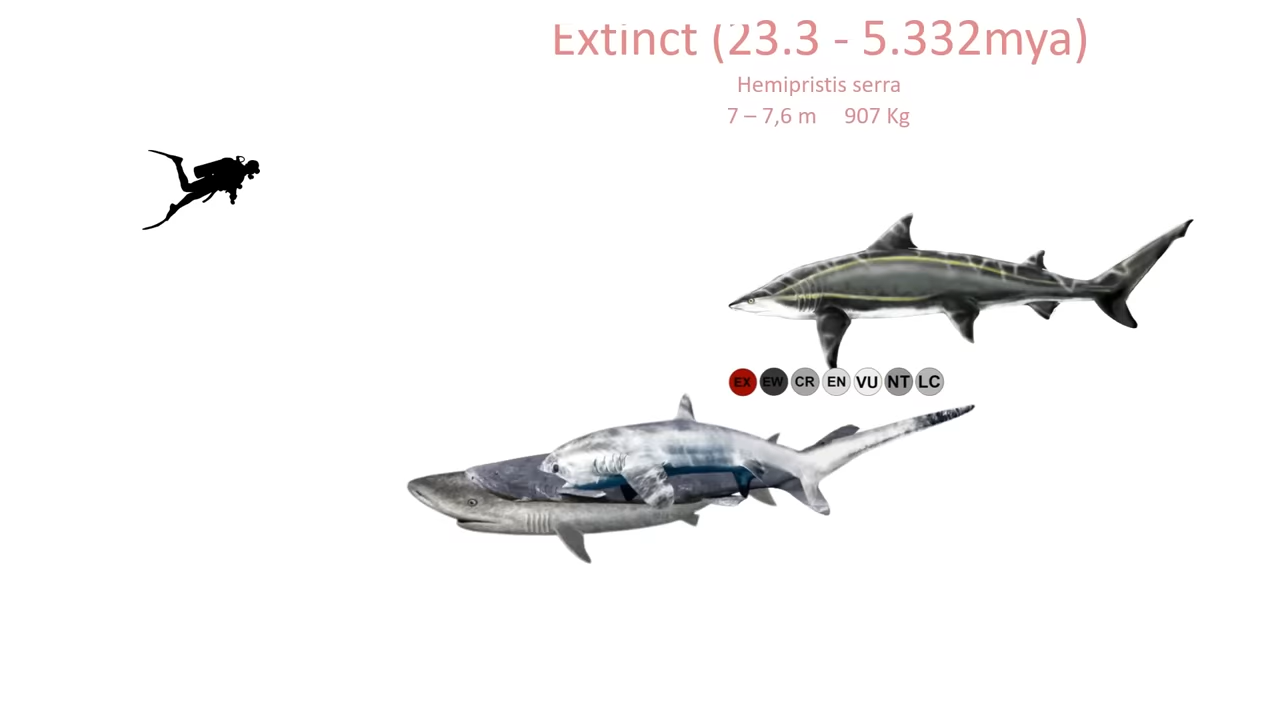 Extinct (23.3 - 5.332mya)
Hemipristis serra
7 – 7,6 m 907 Kg
EX EW CR EN VU NT LC